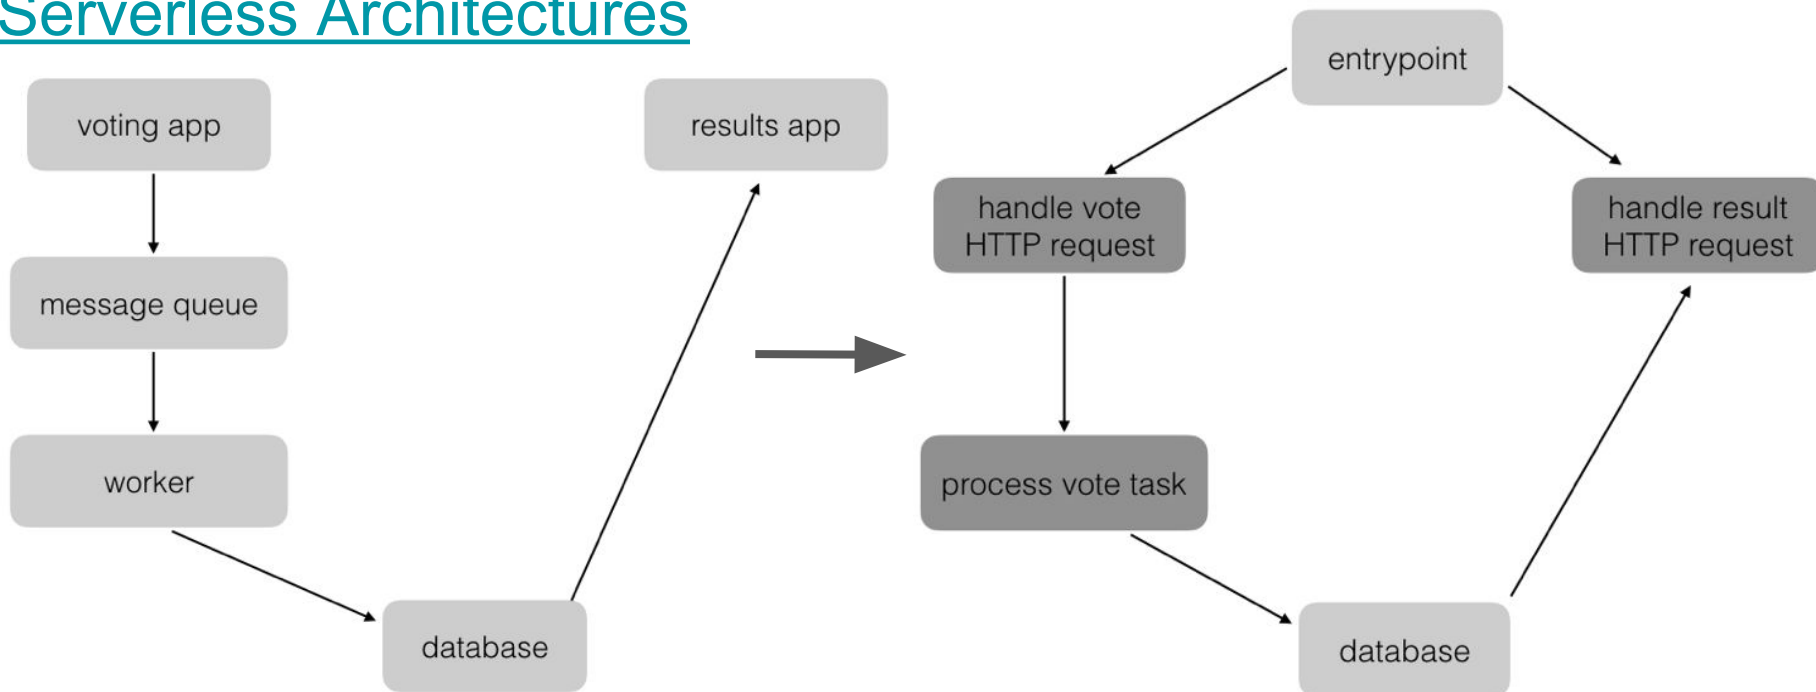 Serverless Architectures
voting app
message queue
worker
database
results app
entrypoint
handle vote
HTTP request
process vote task
database
handle result
HTTP request